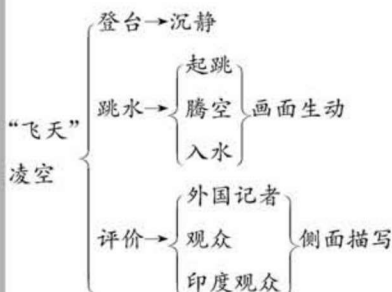 登台→沉静
起跳
“飞天”
跳水→
腾空
画面生动
凌空
入水
外国记者
评价→
观众
侧面描写
印度观众